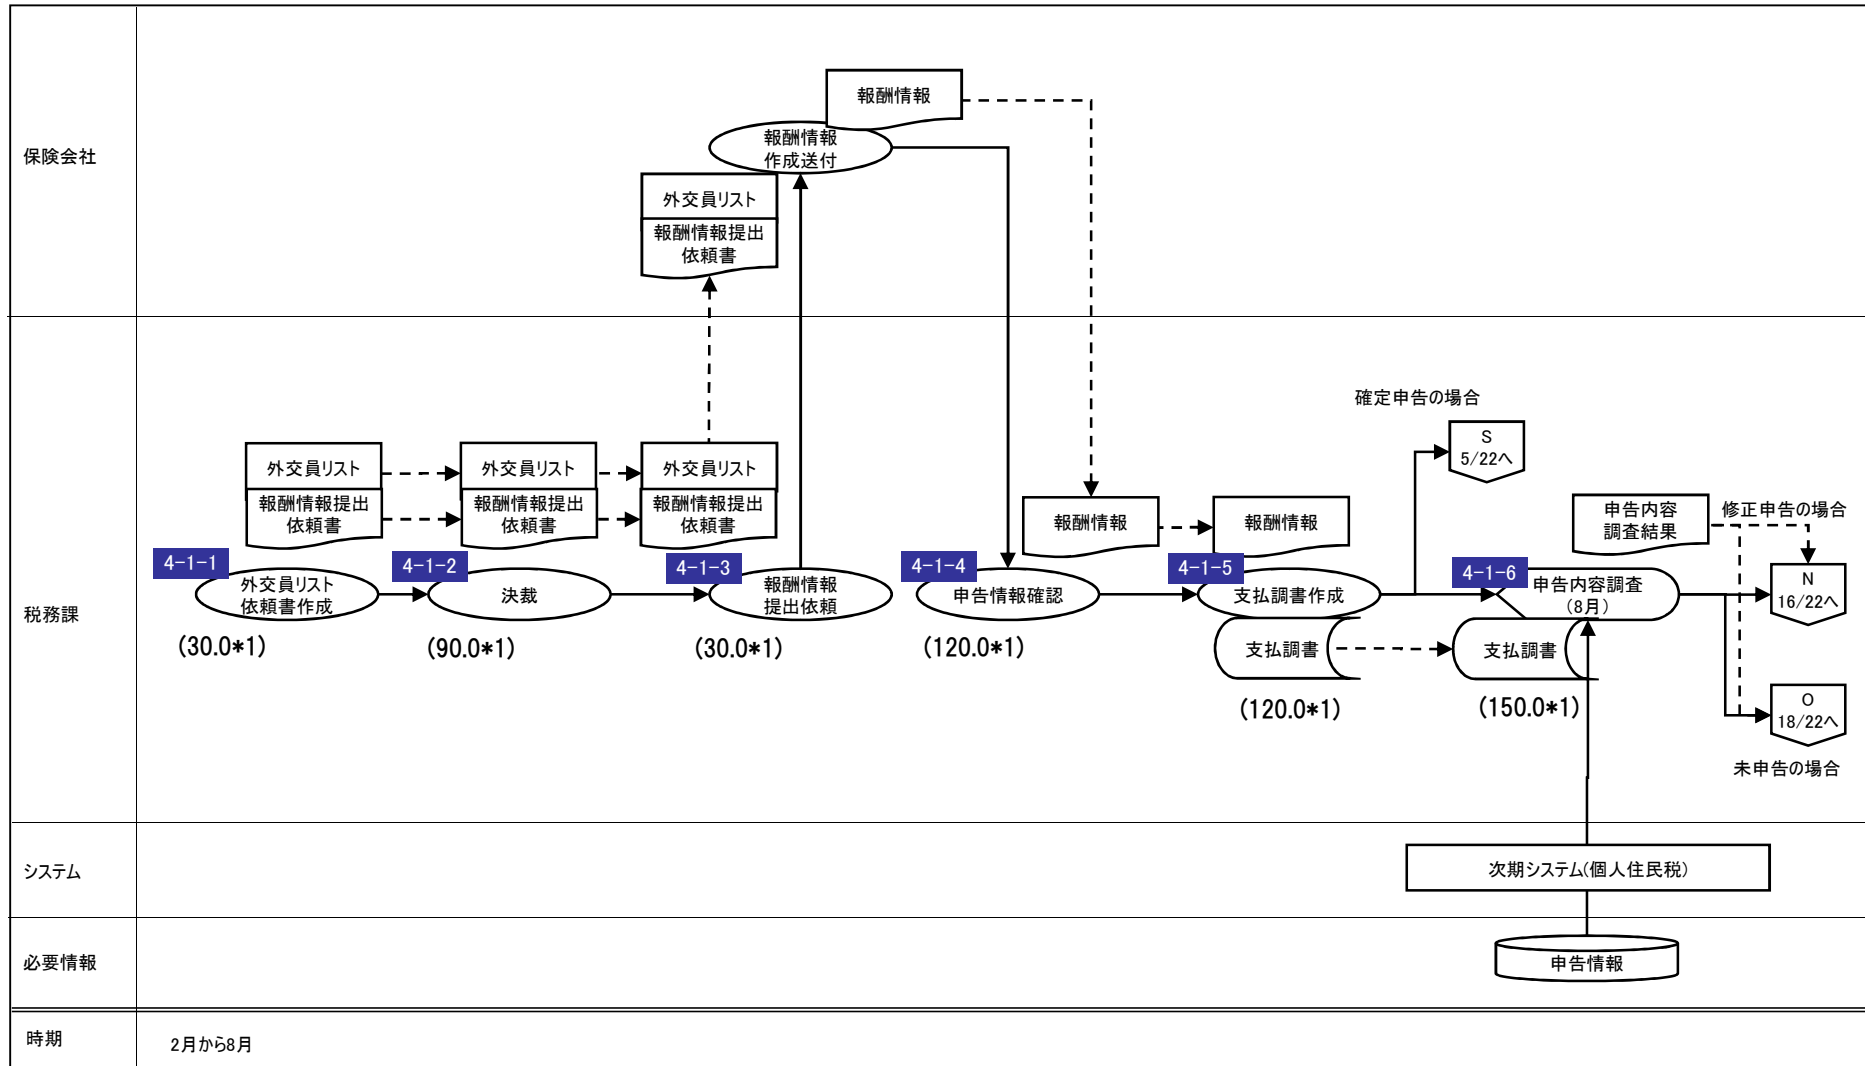 保険会社
報酬情報
報酬情報
作成送付
外交員リスト
報酬情報提出
依頼書
税務課
確定申告の場合
S
5/22へ
外交員リスト
報酬情報提出
依頼書
外交員リスト
報酬情報提出
依頼書
外交員リスト
報酬情報提出
依頼書
報酬情報
報酬情報
申告内容
調査結果
修正申告の場合
4-1-1
外交員リスト
依頼書作成
(30.0*1)
4-1-2
決裁
(90.0*1)
4-1-3
報酬情報
提出依頼
(30.0*1)
4-1-4
申告情報確認
(120.0*1)
4-1-5
支払調書作成
支払調書
(120.0*1)
4-1-6
申告内容調査
(8月)
支払調書
(150.0*1)
N
16/22へ
O
18/22へ
未申告の場合
システム
次期システム(個人住民税)
必要情報
申告情報
時期
2月から8月